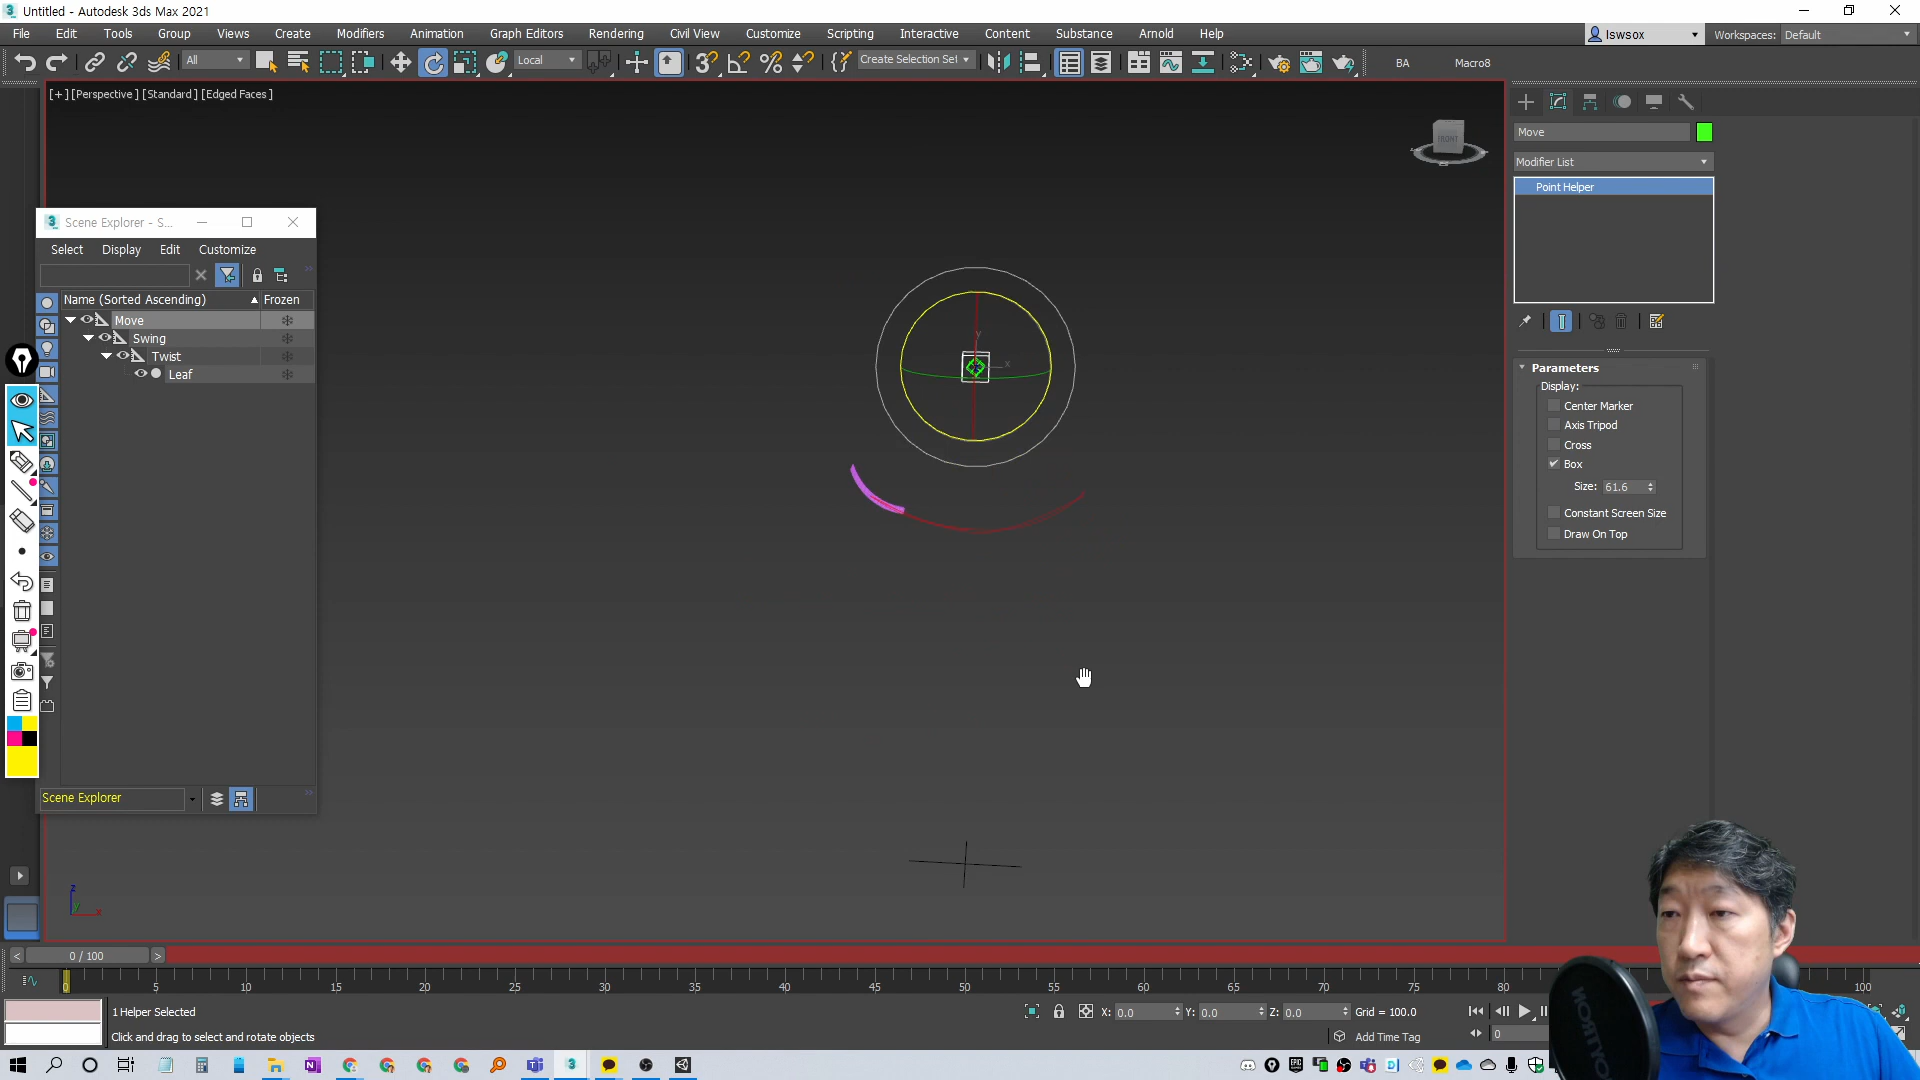 Untitled - Autodesk 3ds Max 2021
File Edit Tools Group Views Create Modifiers Animation Graph Editors Rendering Civil View Customize Scripting Interactive Content Substance Arnold Help
lswsox
Workspaces: Default
All
Local
Create Selection Set
BA
Macro8
[+] [Perspective] [Standard] [Edged Faces]
FRONT
Move
Modifier List
Point Helper
Scene Explorer - S...
Select Display Edit Customize
Name (Sorted Ascending) Frozen
Move
Swing
Twist
Leaf
Scene Explorer
Parameters
Display:
Center Marker
Axis Tripod
Cross
Box
Size: 61.6
Constant Screen Size
Draw On Top
y
x
z
y
x
0 / 100
0 5 10 15 20 25 30 35 40 45 50 55 60 65 70 75 80 100
1 Helper Selected
Click and drag to select and rotate objects
X: 0.0 Y: 0.0 Z: 0.0 Grid = 100.0
Add Time Tag
0